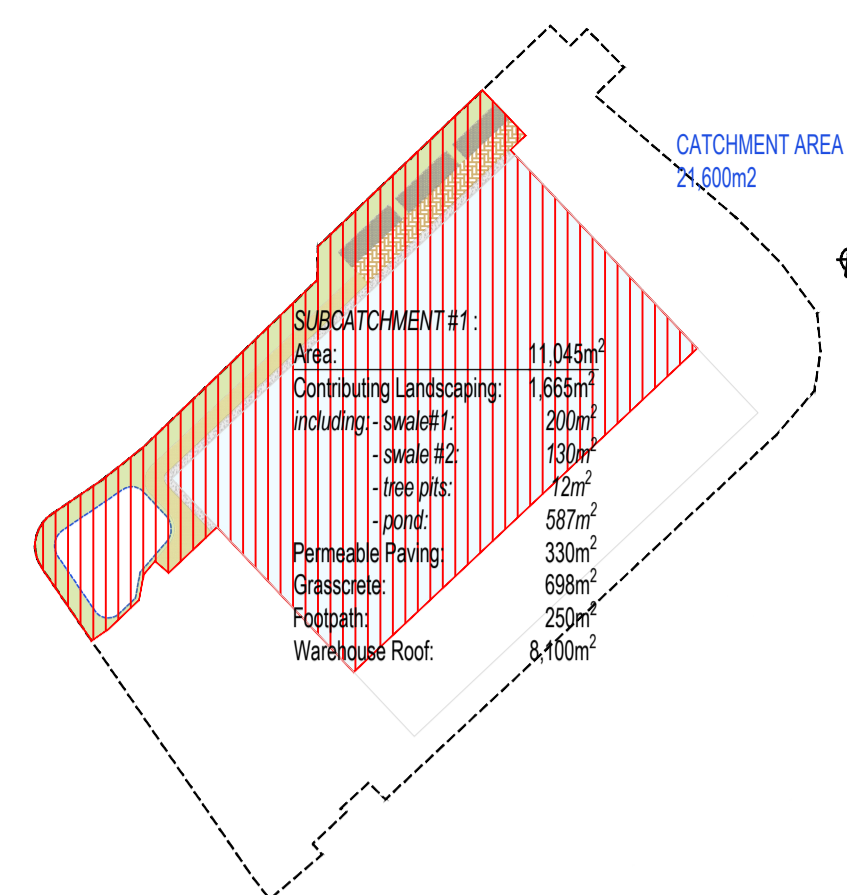 CATCHMENT AREA
21,600m2
SUBCATCHMENT #1 :
Area: 11,045m²
Contributing Landscaping: 1,665m²
including: - swale#1: 200m²
- swale #2: 130m²
- tree pits: 12m²
- pond: 587m²
Permeable Paving: 330m²
Grasscrete: 698m²
Footpath: 250m²
Warehouse Roof: 8,100m²